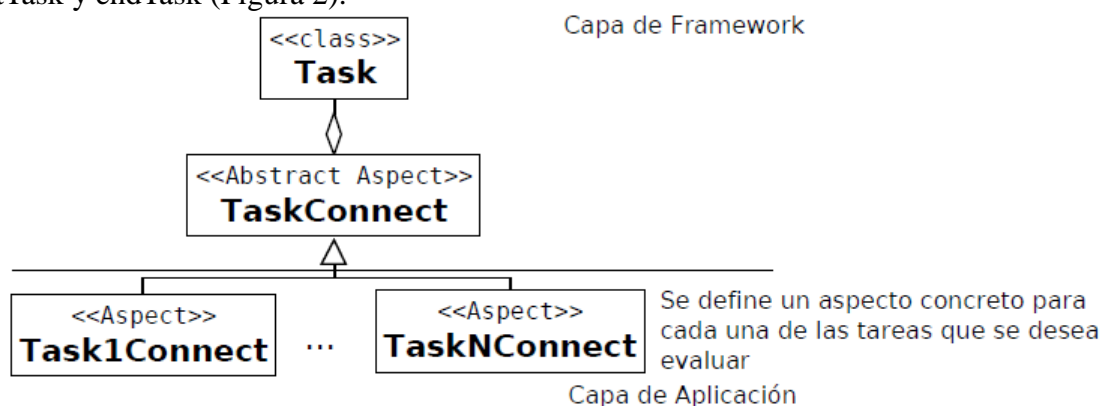 Task y endTask (Figura 2).
Capa de Framework
<<class>>
Task
<<Abstract Aspect>>
TaskConnect
<<Aspect>>
Task1Connect
...
<<Aspect>>
TaskNConnect
Se define un aspecto concreto para
cada una de las tareas que se desea
evaluar
Capa de Aplicación